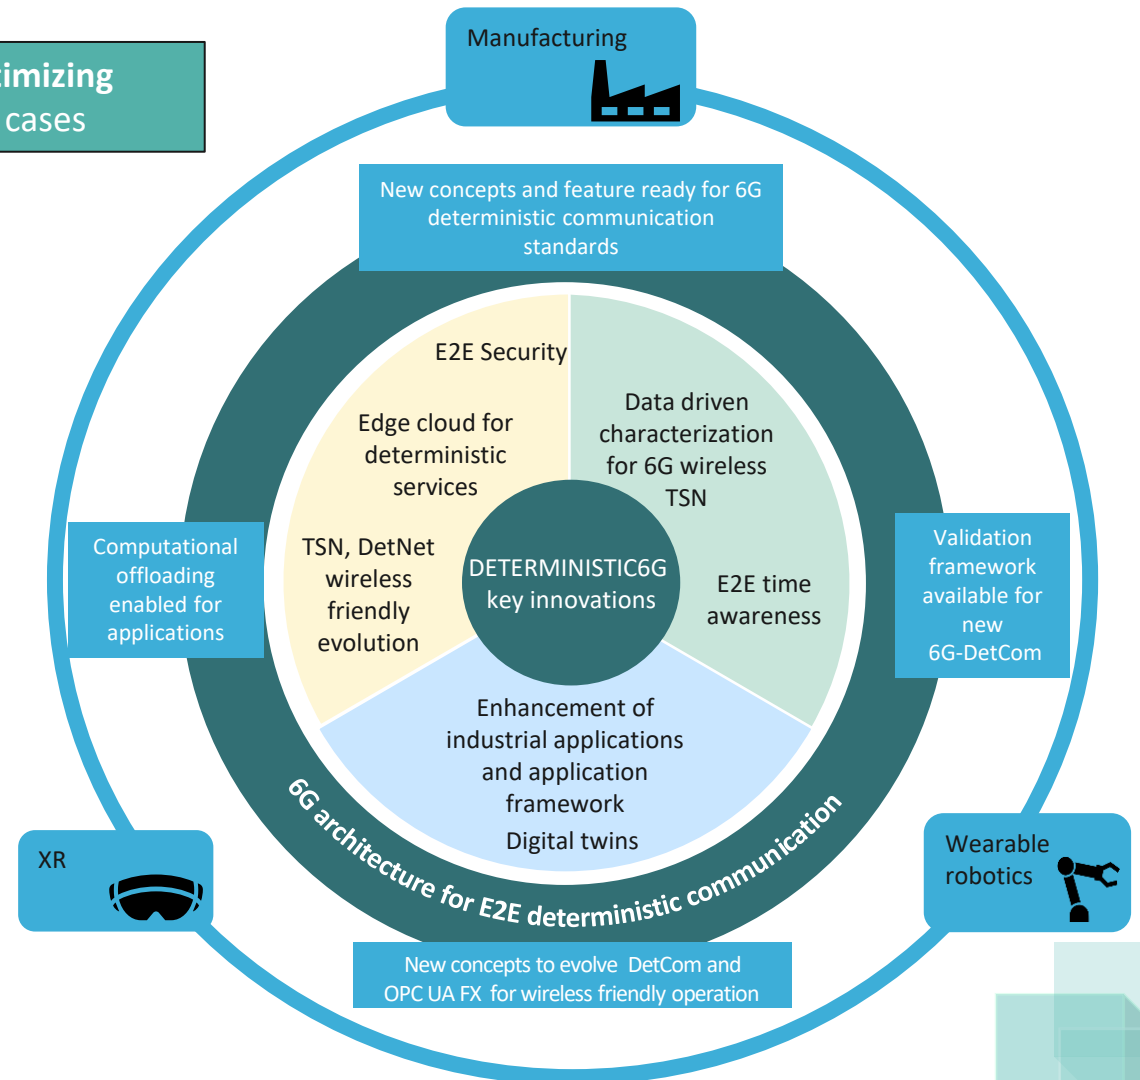 Manufacturing
timizing
cases
New concepts and feature ready for 6G
deterministic communication
standards
E2E Security
Edge cloud for
deterministic
services
TSN, DetNet
wireless
friendly
evolution
Data driven
characterization
for 6G wireless
TSN
E2E time
awareness
DETERMINISTIC6G
key innovations
Computational
offloading
enabled for
applications
Validation
framework
available for
new
6G-DetCom
Enhancement of
industrial applications
and application
framework
Digital twins
6G architecture for E2E deterministic communication
XR
Wearable
robotics
New concepts to evolve DetCom and
OPC UA FX for wireless friendly operation